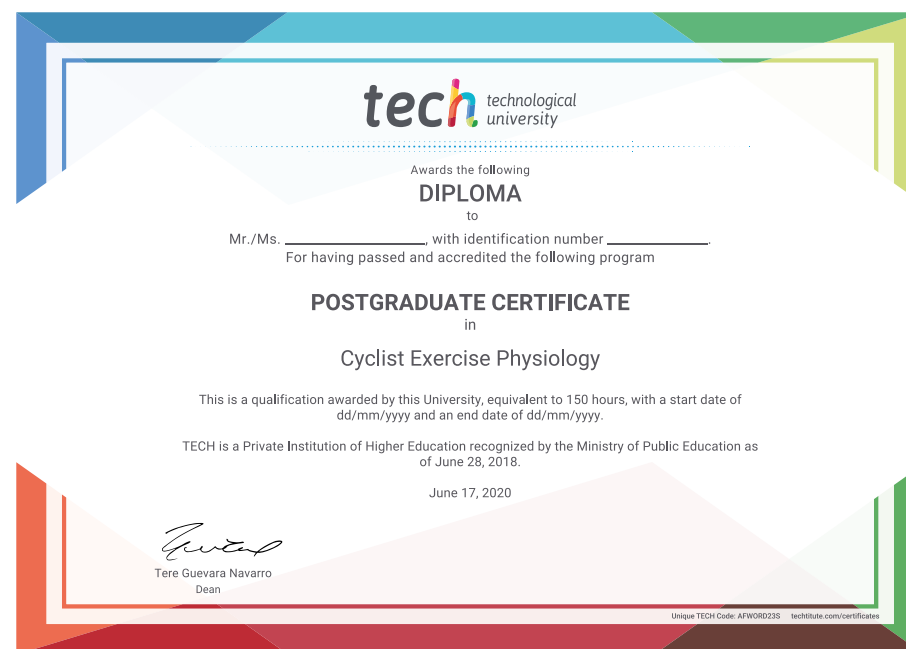 tech technological
university
Awards the following
DIPLOMA
to
Mr./Ms. ____________________, with identification number ______________.
For having passed and accredited the following program
POSTGRADUATE CERTIFICATE
in
Cyclist Exercise Physiology
This is a qualification awarded by this University, equivalent to 150 hours, with a start date of
dd/mm/yyyy and an end date of dd/mm/yyyy.
TECH is a Private Institution of Higher Education recognized by the Ministry of Public Education as
of June 28, 2018.
June 17, 2020
Tere Guevara Navarro
Dean
Unique TECH Code: AFWORD23S techtitute.com/certificates